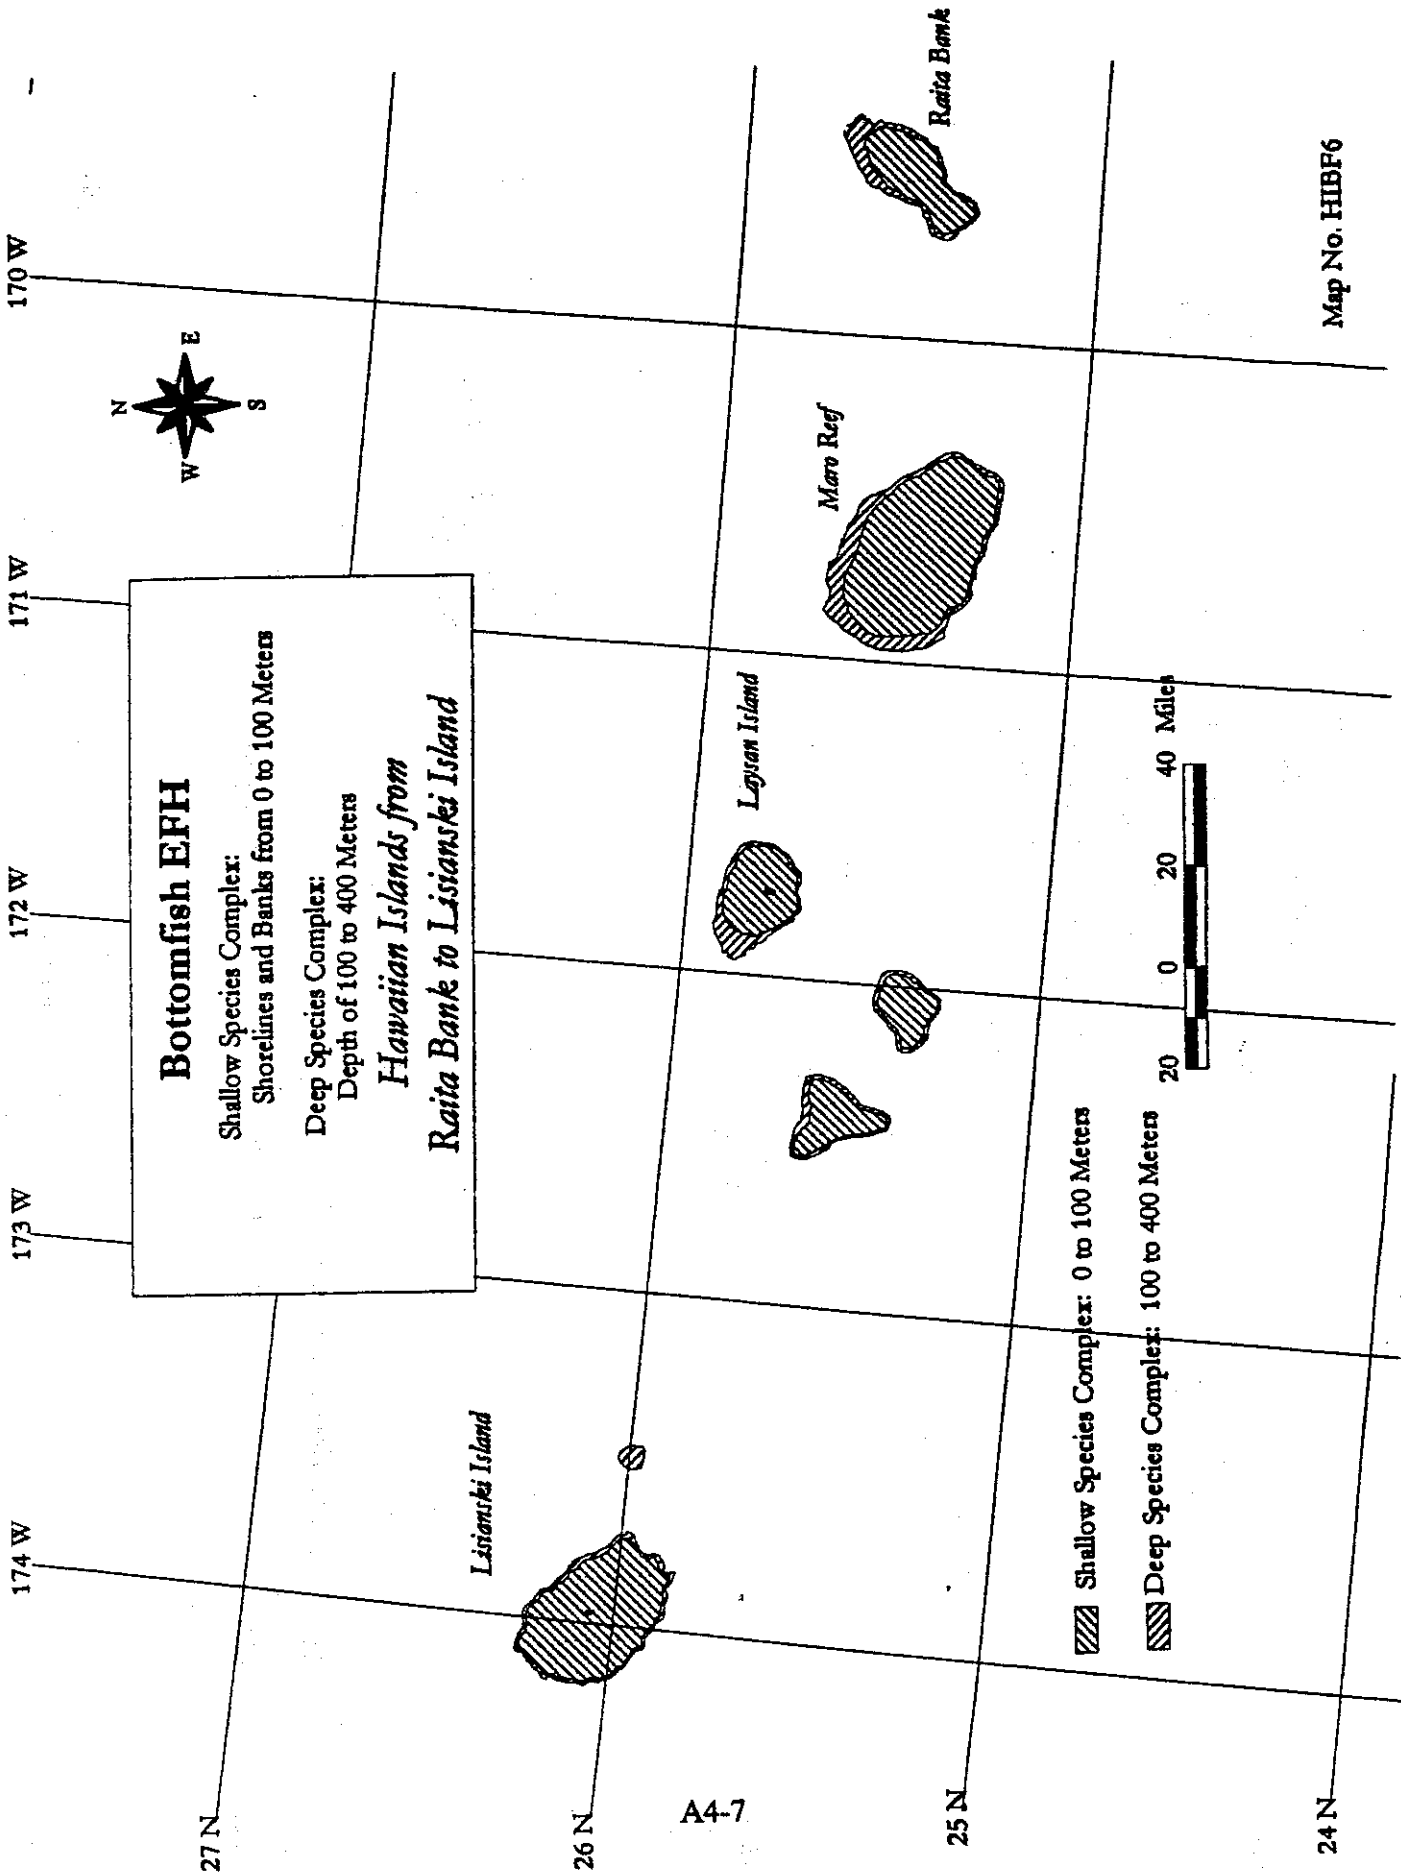 Bottomfish EFH
Shallow Species Complex:
Shorelines and Banks from 0 to 100 Meters
Deep Species Complex:
Depth of 100 to 400 Meters
Hawaiian Islands from
Raita Bank to Lisianski Island
174 W
173 W
172 W
171 W
170 W
N
W
E
S
27 N
26 N
25 N
24 N
Lisianski Island
Laysan Island
Maro Reef
Raita Bank
Shallow Species Complex: 0 to 100 Meters
Deep Species Complex: 100 to 400 Meters
20 0 20 40 Miles
Map No. HIBF6
A4-7